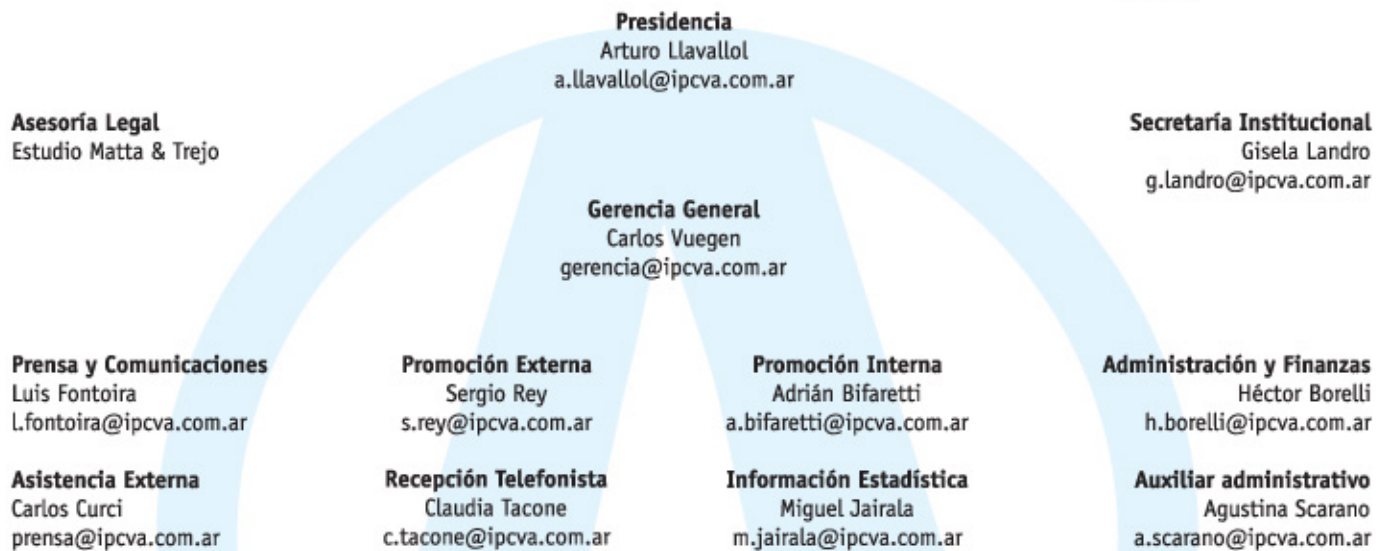 Presidencia
Arturo Llavallol
a.llavallol@ipcva.com.ar
Asesoría Legal
Estudio Matta & Trejo
Secretaría Institucional
Gisela Landro
g.landro@ipcva.com.ar
Gerencia General
Carlos Vuegen
gerencia@ipcva.com.ar
Prensa y Comunicaciones
Luis Fontoira
l.fontoira@ipcva.com.ar
Promoción Externa
Sergio Rey
s.rey@ipcva.com.ar
Promoción Interna
Adrián Bifaretti
a.bifaretti@ipcva.com.ar
Administración y Finanzas
Héctor Borelli
h.borelli@ipcva.com.ar
Asistencia Externa
Carlos Curci
prensa@ipcva.com.ar
Recepción Telefonista
Claudia Tacone
c.tacone@ipcva.com.ar
Información Estadística
Miguel Jairala
m.jairala@ipcva.com.ar
Auxiliar administrativo
Agustina Scarano
a.scarano@ipcva.com.ar